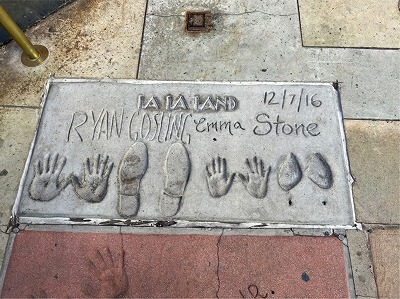 LA LA LAND 12/7/16
RYAN GOSLING Emma Stone